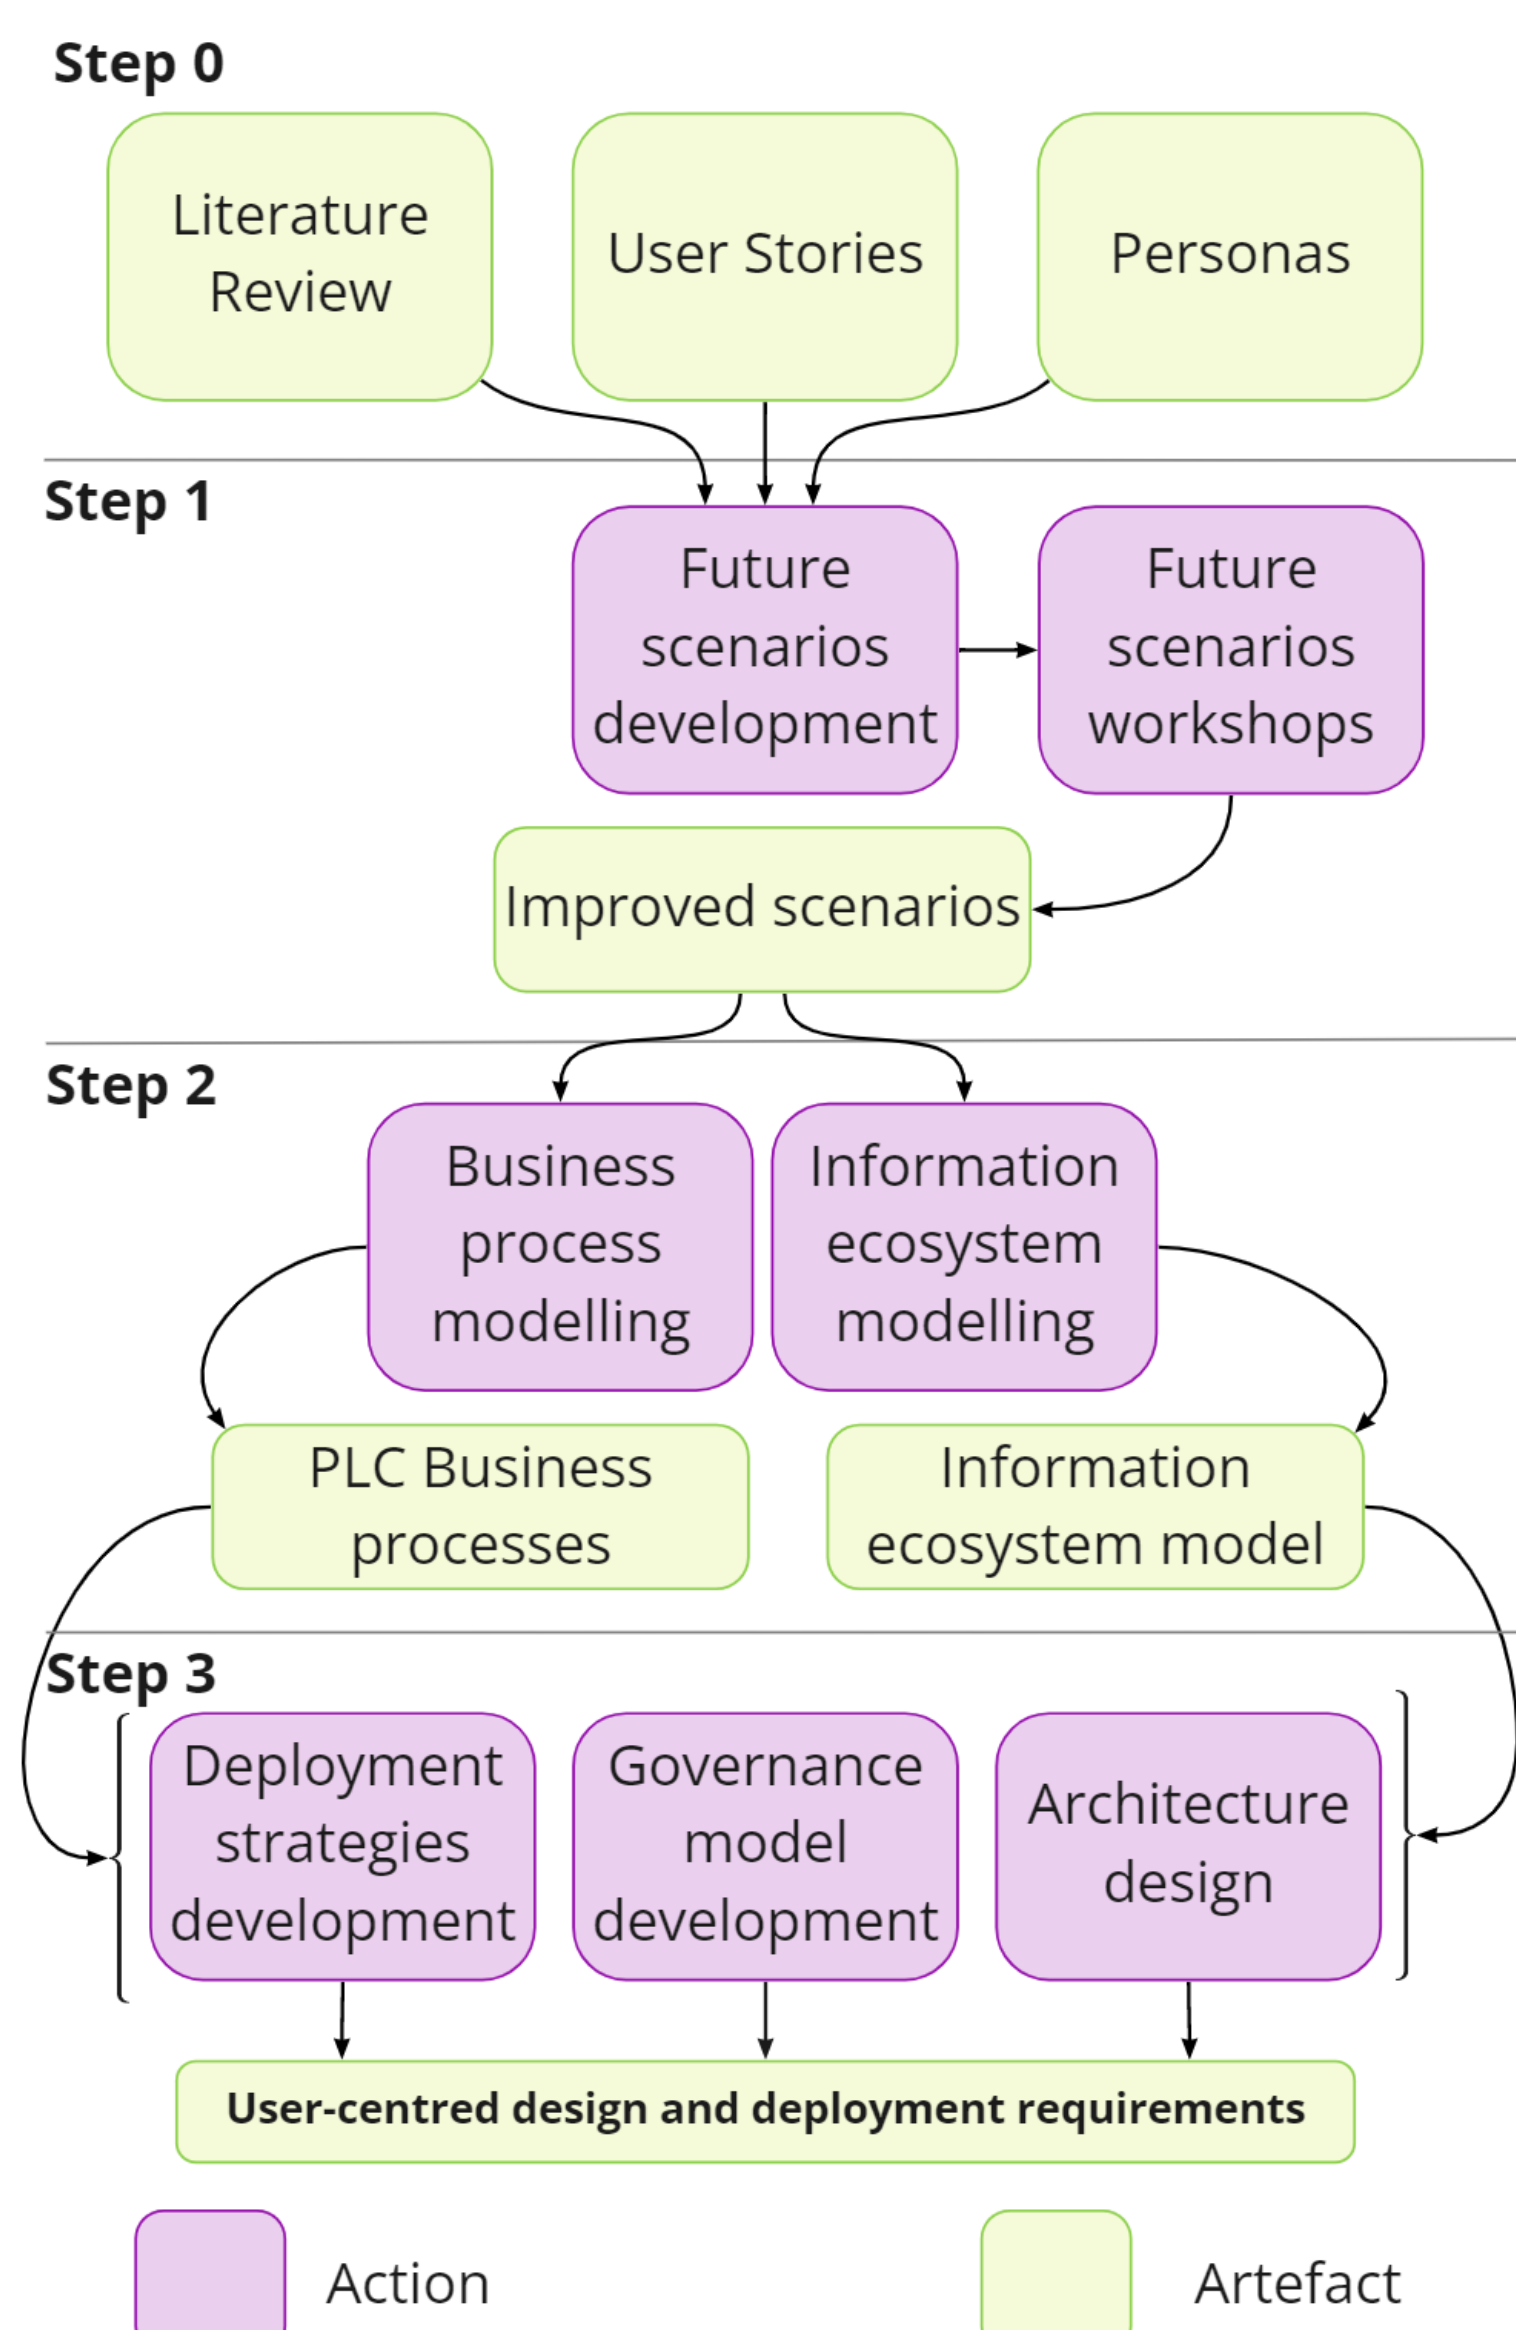 Step 0
Literature
Review
User Stories
Personas
Step 1
Future
scenarios
development
Future
scenarios
workshops
Improved scenarios
Step 2
Business
process
modelling
Information
ecosystem
modelling
PLC Business
processes
Information
ecosystem model
Step 3
Deployment
strategies
development
Governance
model
development
Architecture
design
User-centred design and deployment requirements
Action
Artefact